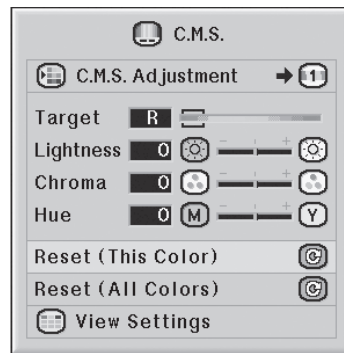 C.M.S.
C.M.S. Adjustment 1
Target R
Lightness 0 - +
Chroma 0 - +
Hue 0 M - + Y
Reset (This Color)
Reset (All Colors)
View Settings